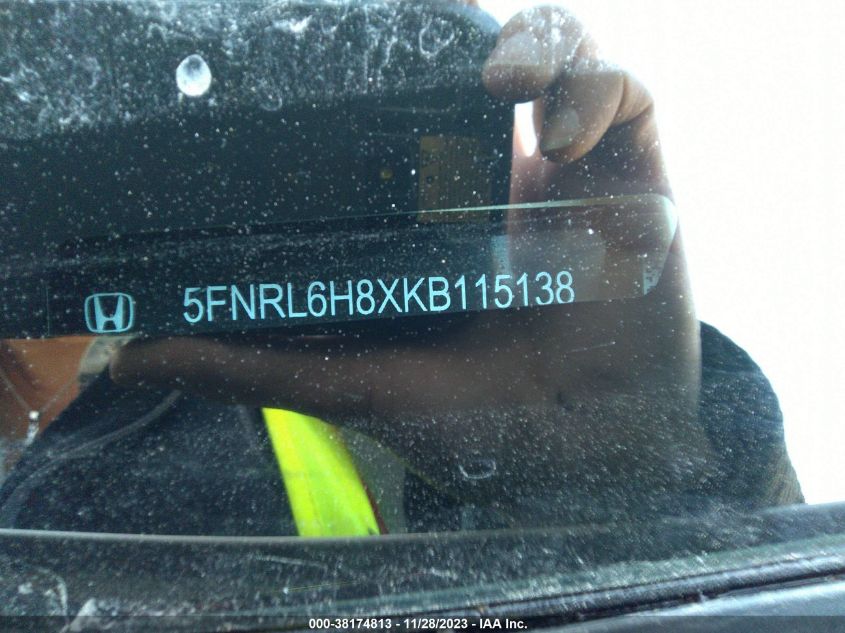 5FNRL6H8XKB115138
000-38174813 - 11/28/2023 - IAA Inc.